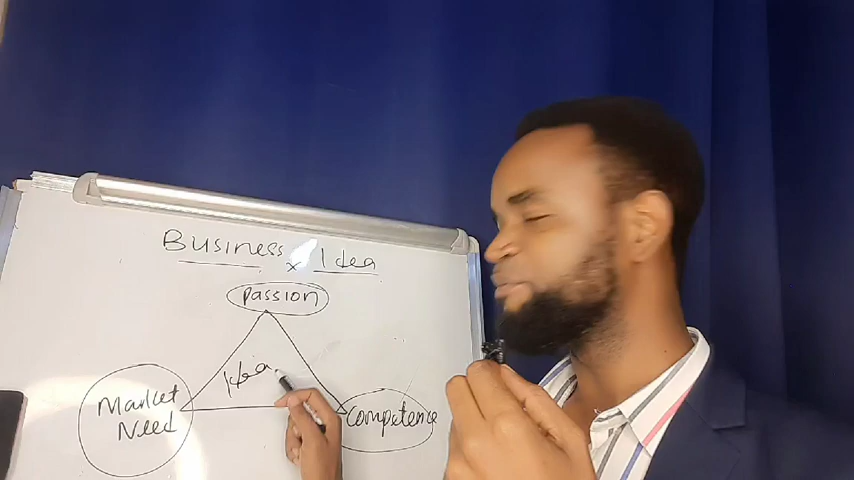 Business x Idea
passion
Idea
Market
Need
Competence